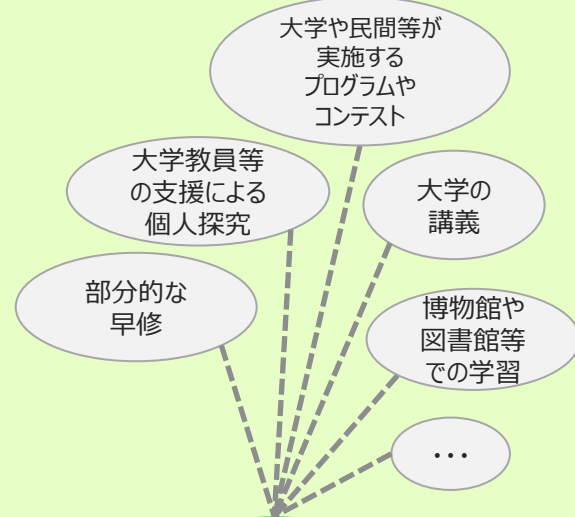 大学や民間等が
実施する
プログラムや
コンテスト
大学教員等
の支援による
個人探究
大学の
講義
部分的な
早修
博物館や
図書館等
での学習
・・・